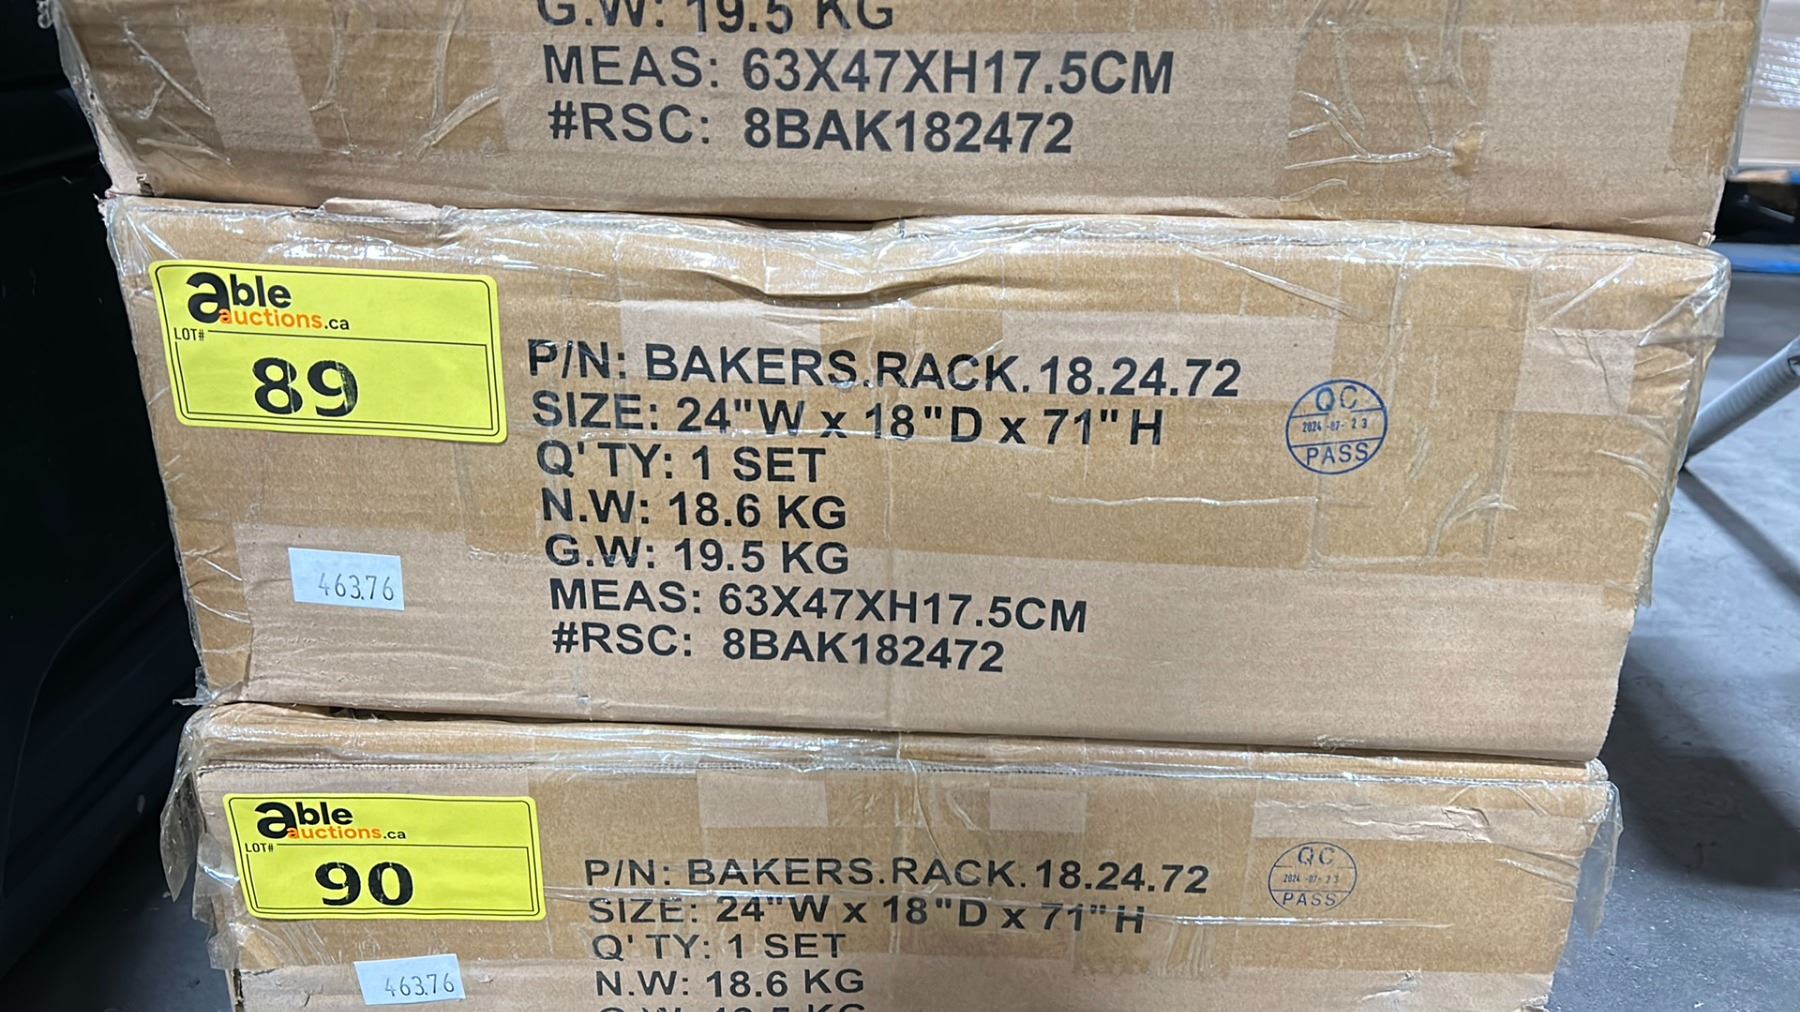 G.W: 19.5 KG
MEAS: 63X47XH17.5CM
#RSC: 8BAK182472
able
auctions.ca
LOT#
89
P/N: BAKERS.RACK.18.24.72
SIZE: 24"W x 18"D x 71"H
Q'TY: 1 SET
N.W: 18.6 KG
G.W: 19.5 KG
MEAS: 63X47XH17.5CM
#RSC: 8BAK182472
QC
2024-07-23
PASS
463.76
able
auctions.ca
LOT#
90
P/N: BAKERS.RACK.18.24.72
SIZE: 24"W x 18"D x 71"H
Q'TY: 1 SET
N.W: 18.6 KG
QC
PASS
463.76